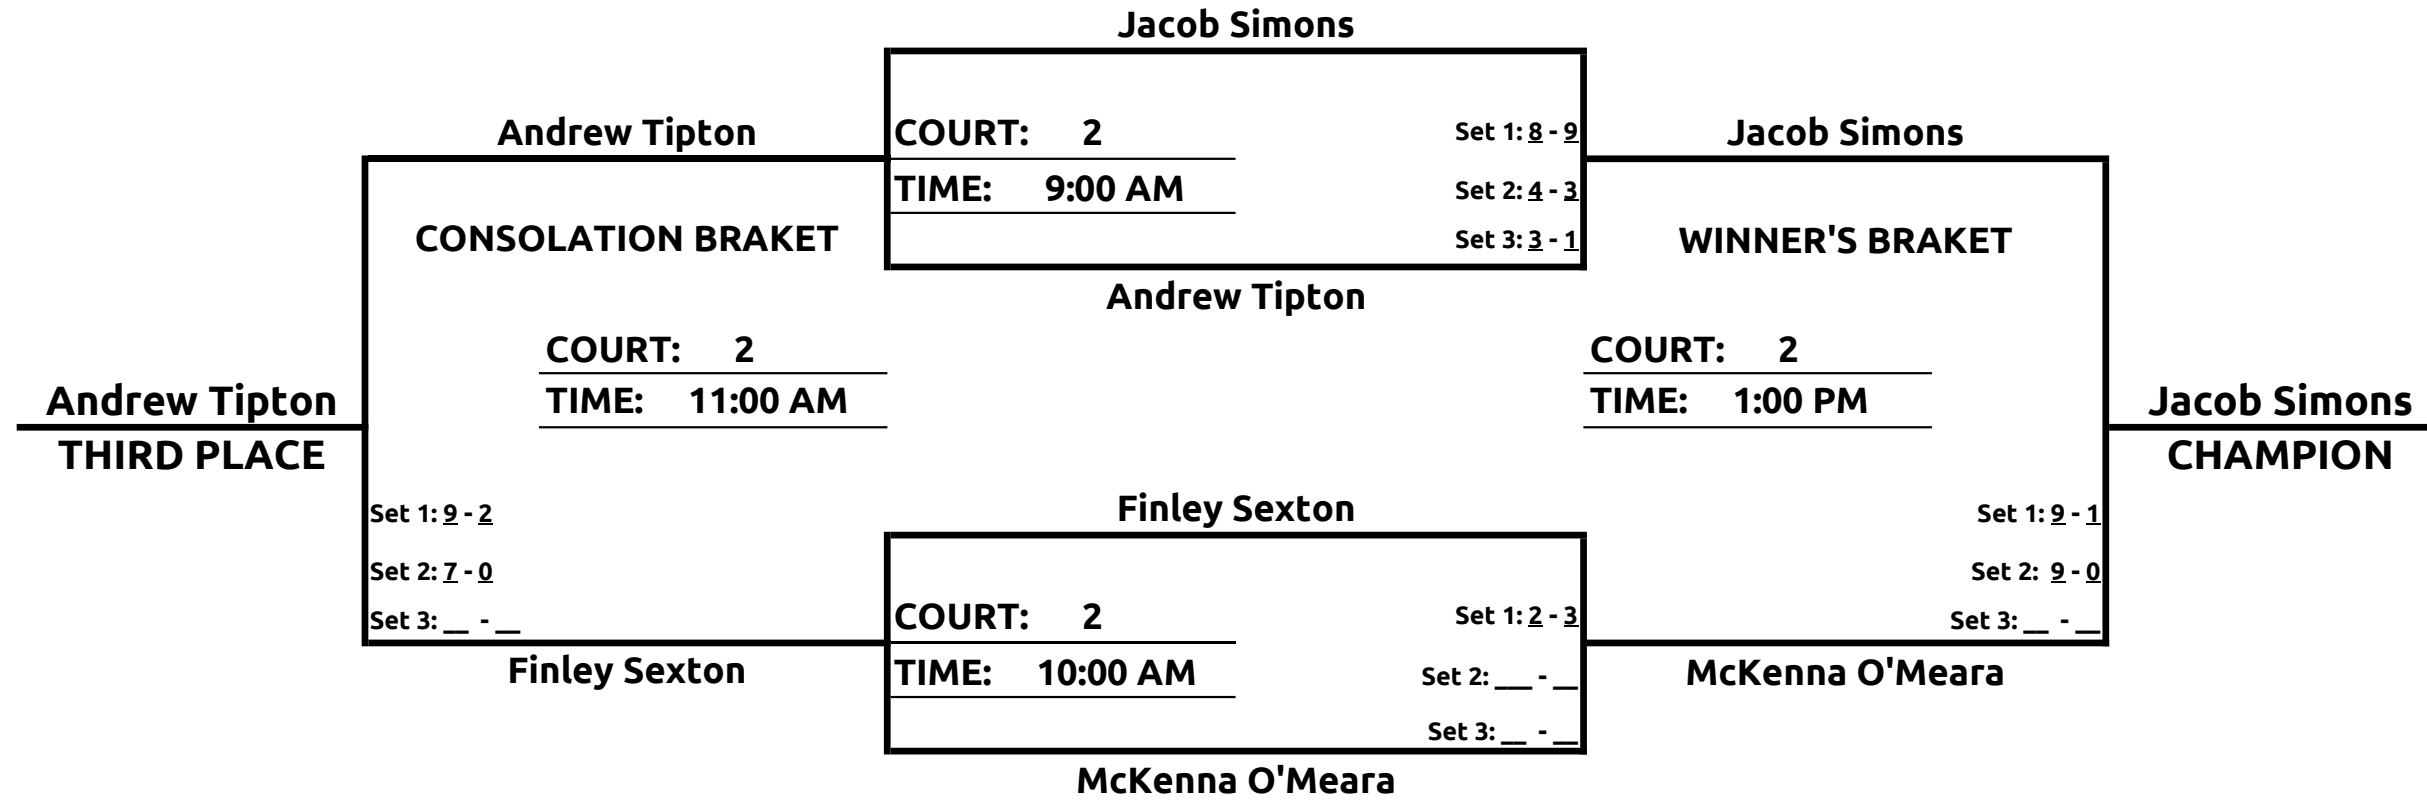 Jacob Simons
Andrew Tipton
COURT: 2
Set 1: 8 - 9
Jacob Simons
TIME: 9:00 AM
Set 2: 4 - 3
CONSOLATION BRAKET
Set 3: 3 - 1
WINNER'S BRAKET
Andrew Tipton
COURT: 2
COURT: 2
Andrew Tipton
TIME: 11:00 AM
TIME: 1:00 PM
Jacob Simons
THIRD PLACE
CHAMPION
Set 1: 9 - 2
Finley Sexton
Set 1: 9 - 1
Set 2: 7 - 0
Set 2: 9 - 0
Set 3: __ - __
COURT: 2
Set 1: 2 - 3
Set 3: __ - __
Finley Sexton
TIME: 10:00 AM
Set 2: ___ - __
McKenna O'Meara
Set 3: __ - __
McKenna O'Meara